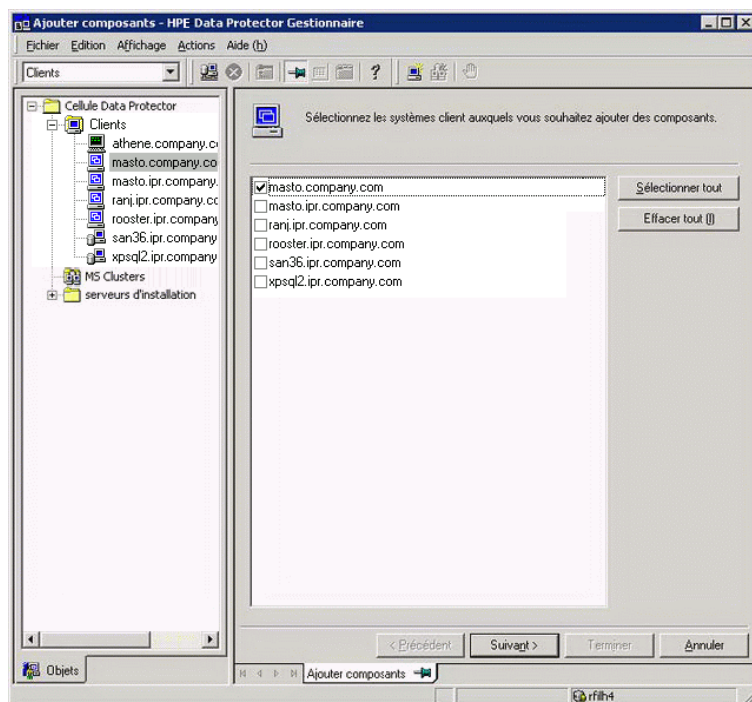 Ajouter composants - HPE Data Protector Gestionnaire
Fichier Edition Affichage Actions Aide (h)
Clients
Cellule Data Protector
Clients
athene.company.c
masto.company.co
masto.ipr.company.
ranj.ipr.company.cc
rooster.ipr.company
san36.ipr.company
xpsql2.ipr.company
MS Clusters
serveurs d'installation
Objets
Sélectionnez les systèmes client auxquels vous souhaitez ajouter des composants.
masto.company.com
masto.ipr.company.com
ranj.ipr.company.com
rooster.ipr.company.com
san36.ipr.company.com
xpsql2.ipr.company.com
Sélectionner tout
Effacer tout (l)
< Précédent Suivant > Terminer Annuler
Ajouter composants
rfilh4